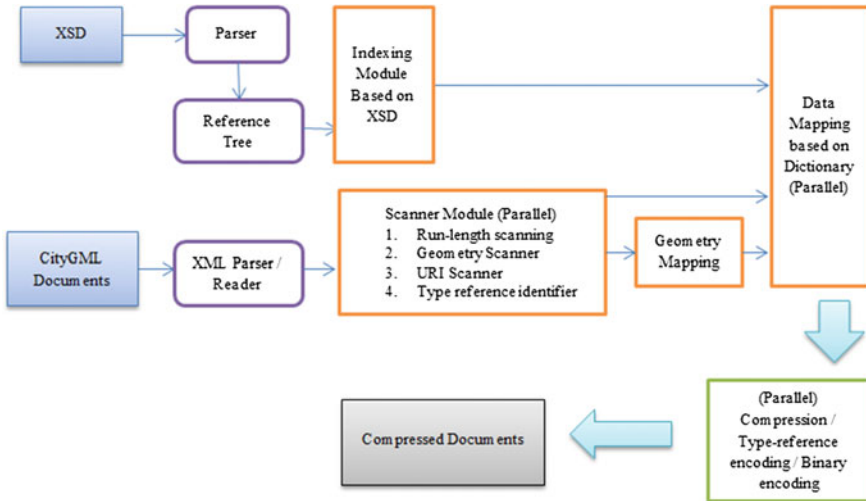 XSD
Parser
Reference
Tree
Indexing
Module
Based on
XSD
Data
Mapping
based on
Dictionary
(Parallel)
CityGML
Documents
XML Parser /
Reader
Scanner Module (Parallel)
1. Run-length scanning
2. Geometry Scanner
3. URI Scanner
4. Type reference identifier
Geometry
Mapping
(Parallel)
Compression /
Type-reference
encoding / Binary
encoding
Compressed Documents